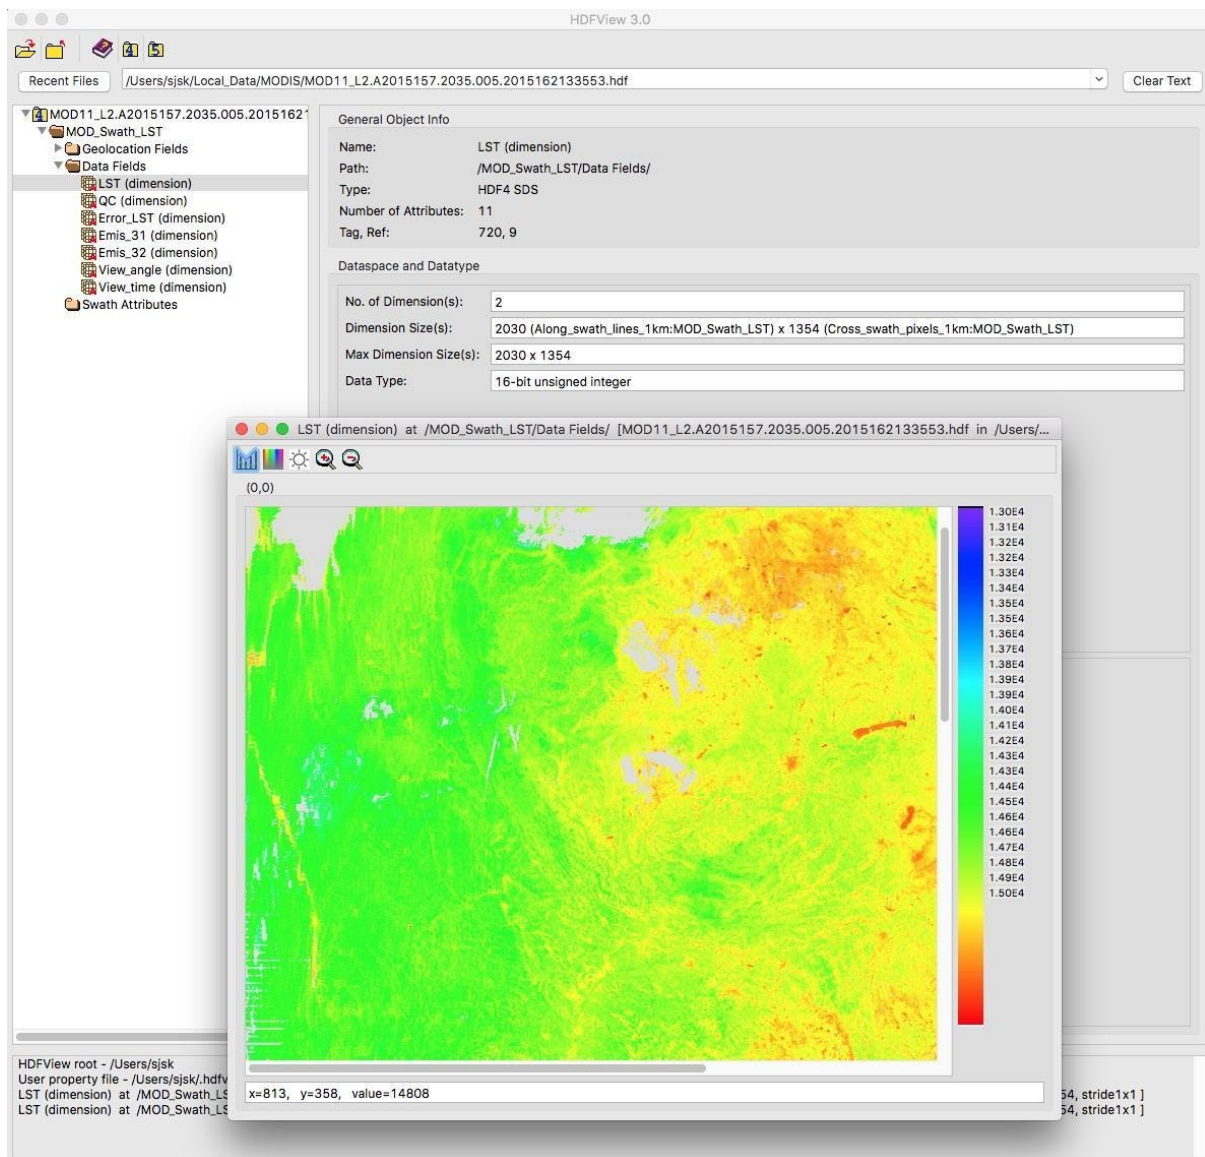 HDFView 3.0
Recent Files
/Users/sjsk/Local_Data/MODIS/MOD11_L2.A2015157.2035.005.2015162133553.hdf
Clear Text
MOD11_L2.A2015157.2035.005.2015162
MOD_Swath_LST
Geolocation Fields
Data Fields
LST (dimension)
QC (dimension)
Error_LST (dimension)
Emis_31 (dimension)
Emis_32 (dimension)
View_angle (dimension)
View_time (dimension)
Swath Attributes
General Object Info
Name: LST (dimension)
Path: /MOD_Swath_LST/Data Fields/
Type: HDF4 SDS
Number of Attributes: 11
Tag, Ref: 720, 9
Dataspace and Datatype
No. of Dimension(s): 2
Dimension Size(s): 2030 (Along_swath_lines_1km:MOD_Swath_LST) x 1354 (Cross_swath_pixels_1km:MOD_Swath_LST)
Max Dimension Size(s): 2030 x 1354
Data Type: 16-bit unsigned integer
LST (dimension) at /MOD_Swath_LST/Data Fields/ [MOD11_L2.A2015157.2035.005.2015162133553.hdf in /Users/...
(0,0)
1.30E4
1.31E4
1.32E4
1.32E4
1.33E4
1.34E4
1.35E4
1.35E4
1.36E4
1.37E4
1.38E4
1.39E4
1.39E4
1.40E4
1.41E4
1.42E4
1.43E4
1.43E4
1.44E4
1.45E4
1.46E4
1.46E4
1.47E4
1.48E4
1.49E4
1.50E4
x=813, y=358, value=14808
HDFView root - /Users/sjsk
User property file - /Users/sjsk/.hdfv
LST (dimension) at /MOD_Swath_LS 54, stride1x1 ]
LST (dimension) at /MOD_Swath_LS 54, stride1x1 ]